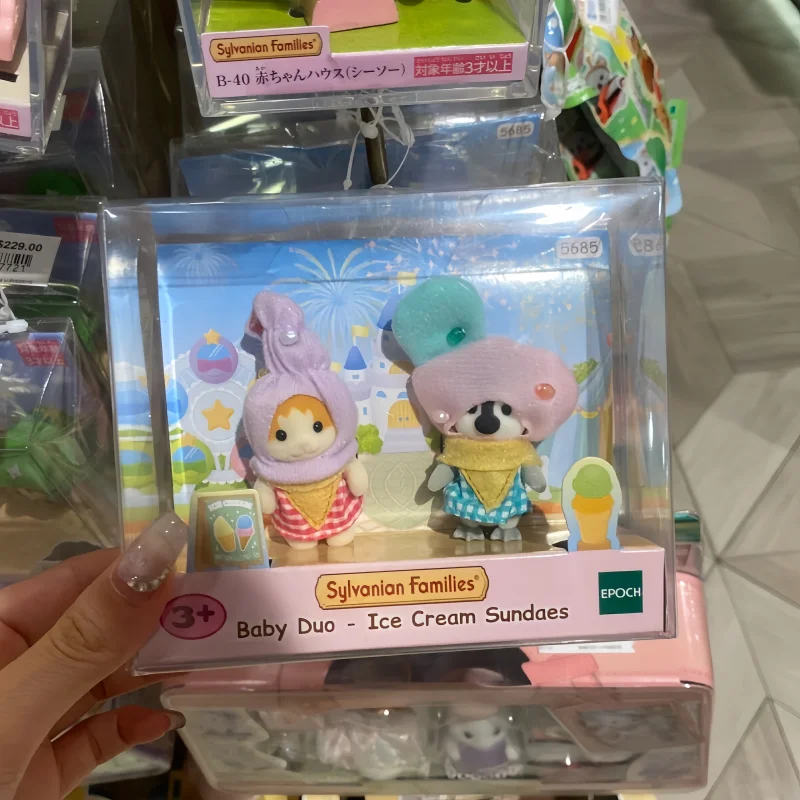 Sylvanian Families
B-40 赤ちゃんハウス(シーソー)
対象年齢3才以上
5685
$229.00
7721
5685
Sylvanian Families
EPOCH
3+
Baby Duo - Ice Cream Sundaes